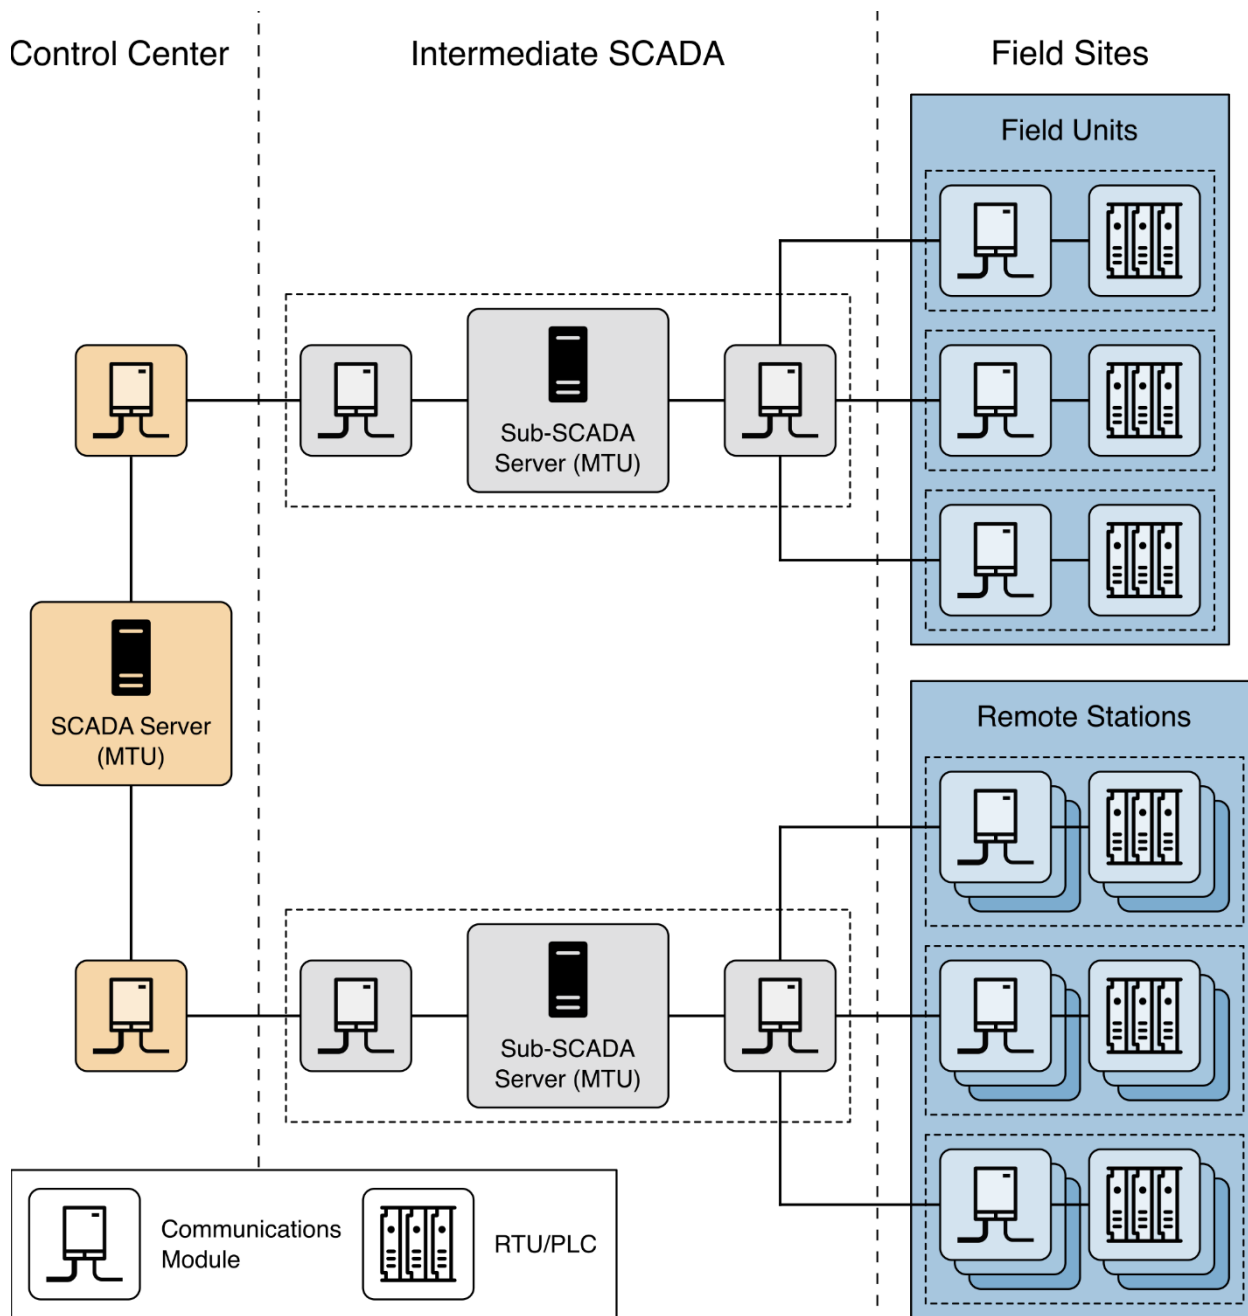 Control Center
Intermediate SCADA
Field Sites
Field Units
Sub-SCADA
Server (MTU)
SCADA Server
(MTU)
Remote Stations
Sub-SCADA
Server (MTU)
Communications
Module
RTU/PLC